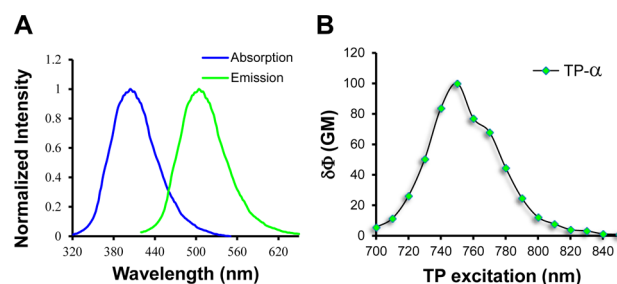 A
Normalized Intensity
1.2
1
0.8
0.6
0.4
0.2
0
320 380 440 500 560 620
Wavelength (nm)
Absorption
Emission
B
δΦ (GM)
120
100
80
60
40
20
0
700 720 740 760 780 800 820 840
TP excitation (nm)
TP-α